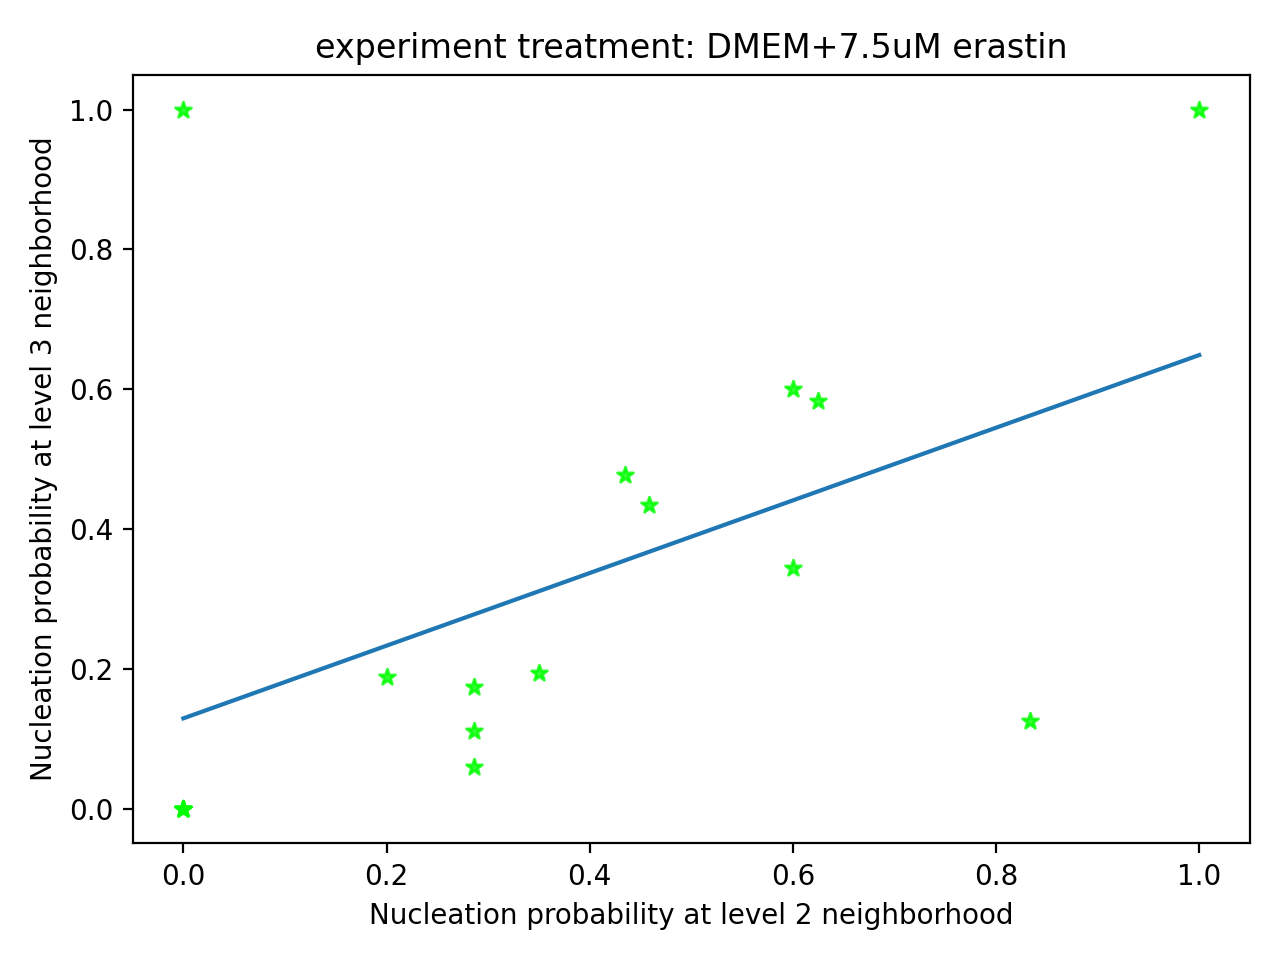 experiment treatment: DMEM+7.5uM erastin
1.0
0.8
0.6
0.4
0.2
0.0
Nucleation probability at level 3 neighborhood
0.0 0.2 0.4 0.6 0.8 1.0
Nucleation probability at level 2 neighborhood